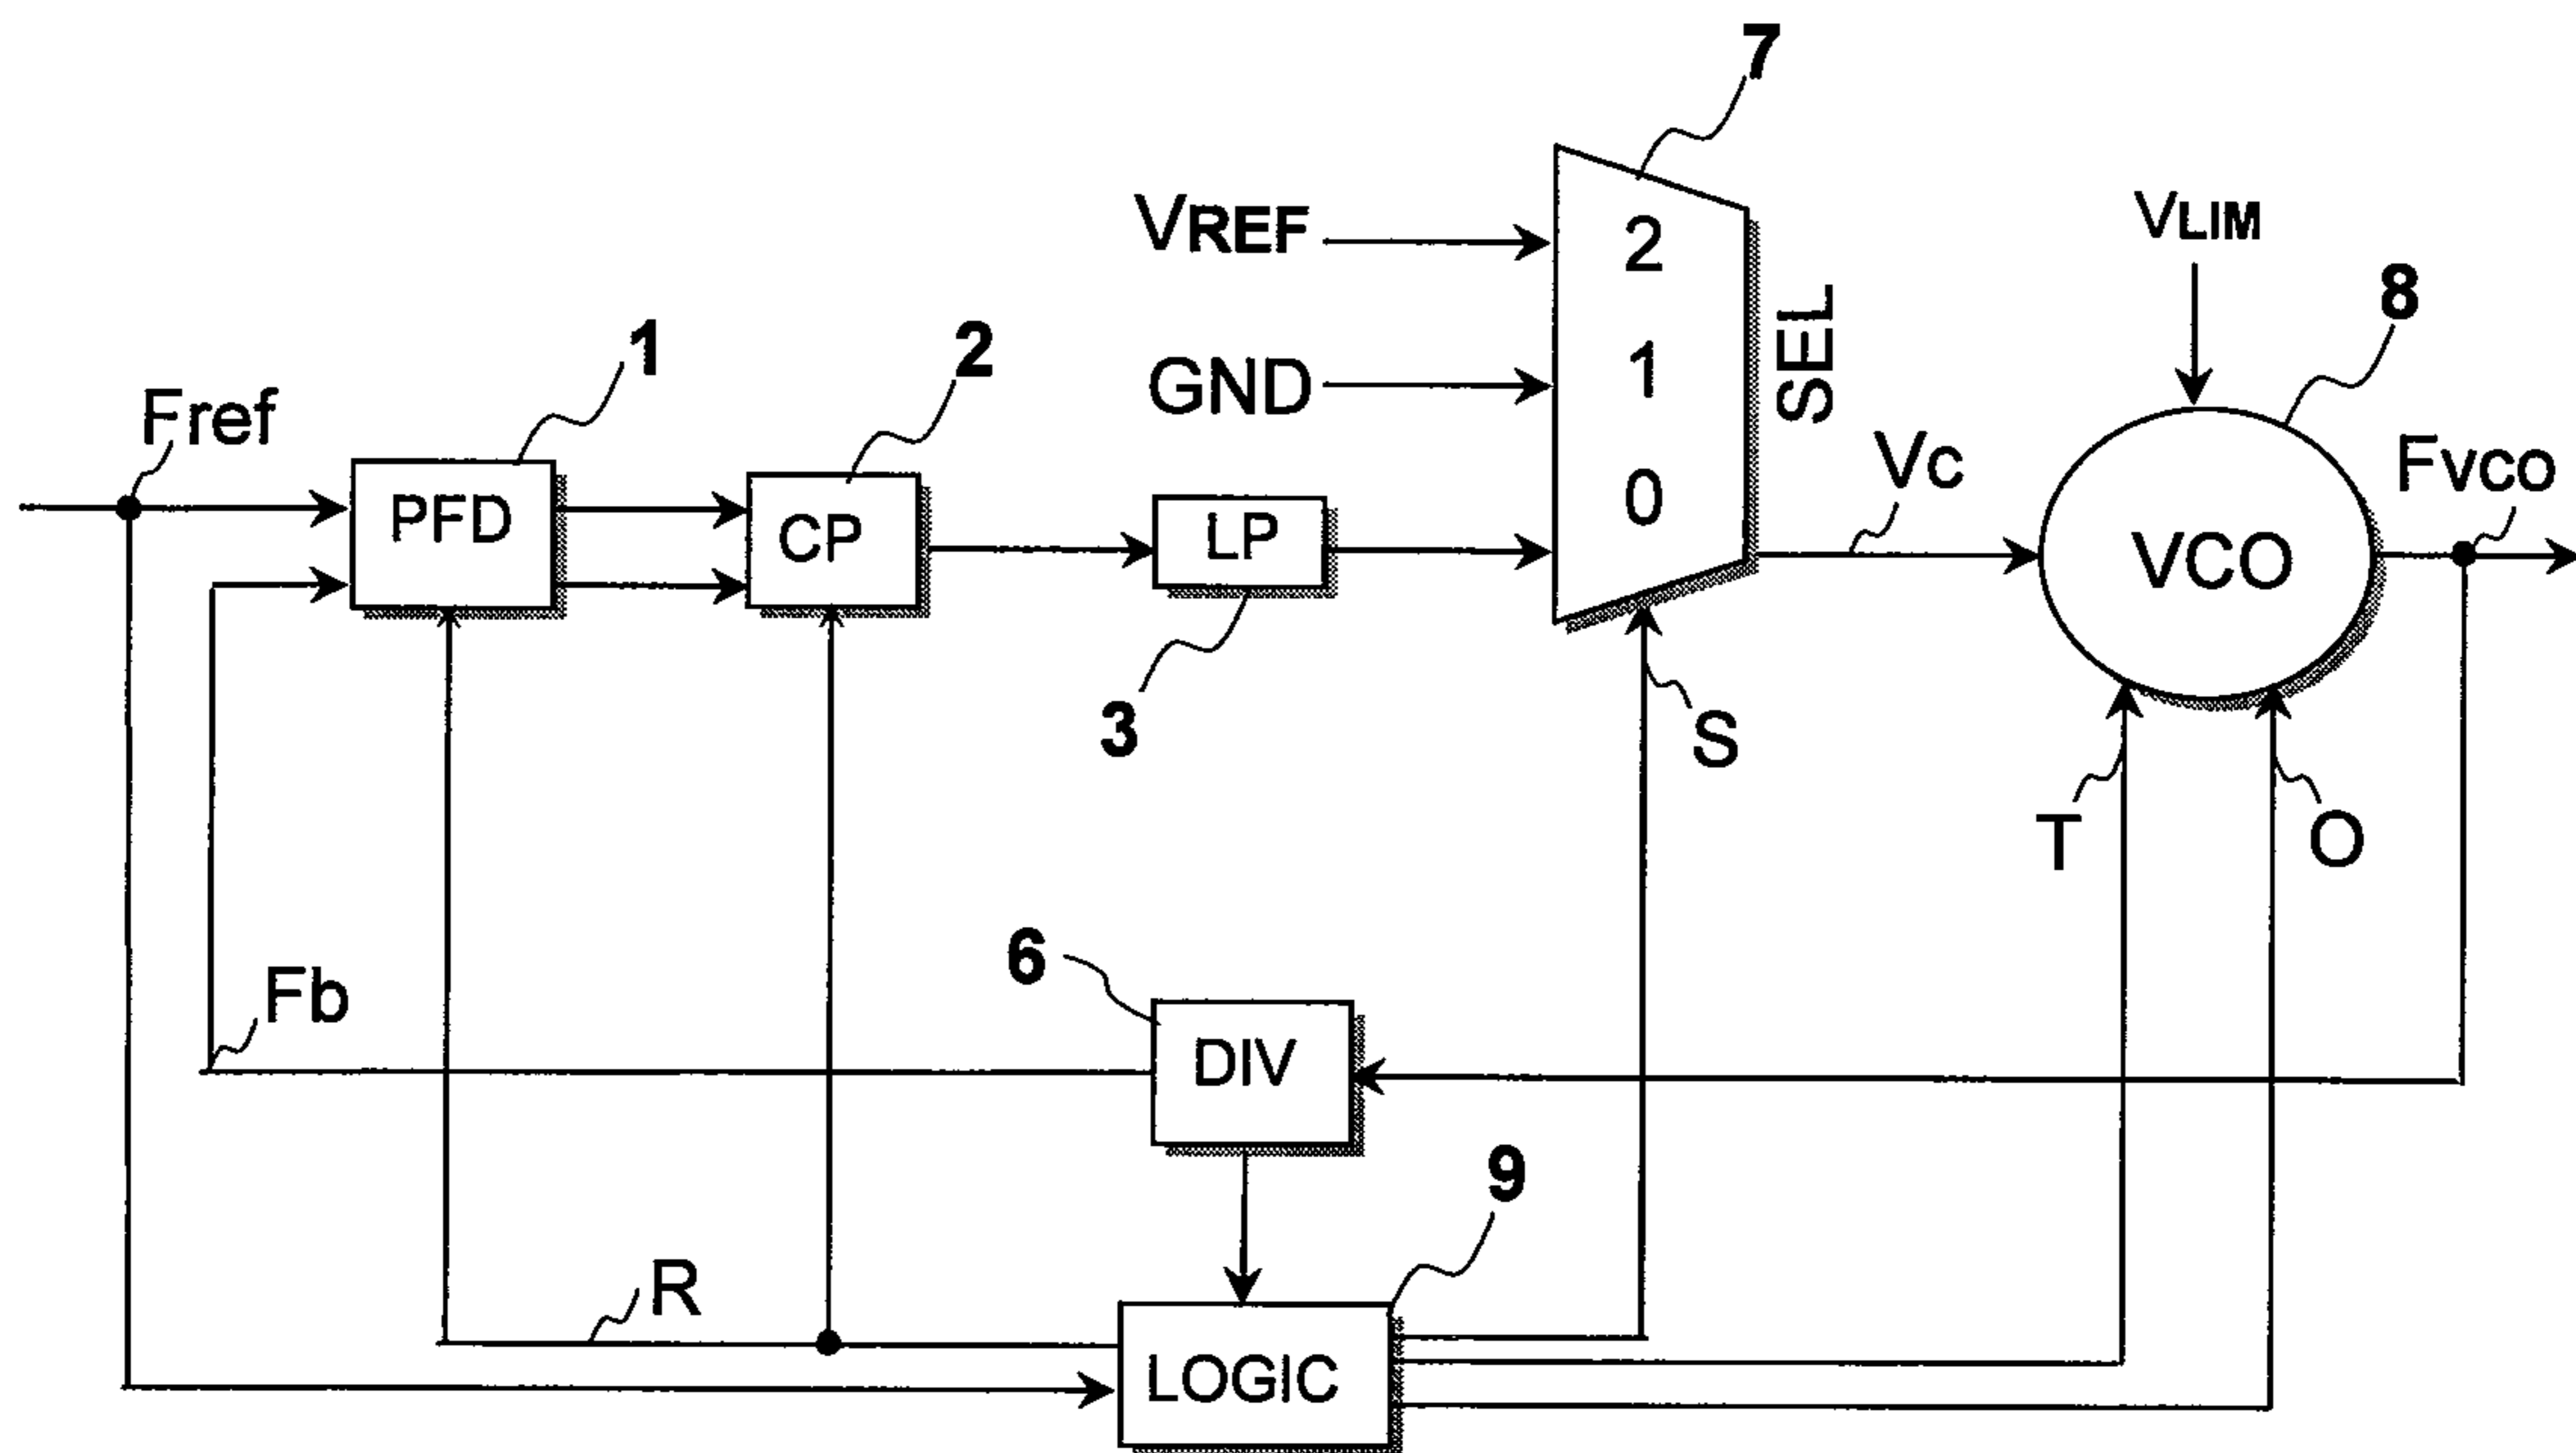 7
VREF
2
VLIM
8
1
2
GND
1
SEL
Fref
Vc
Fvco
PFD
CP
LP
0
VCO
3
S
T
O
6
Fb
DIV
9
R
LOGIC